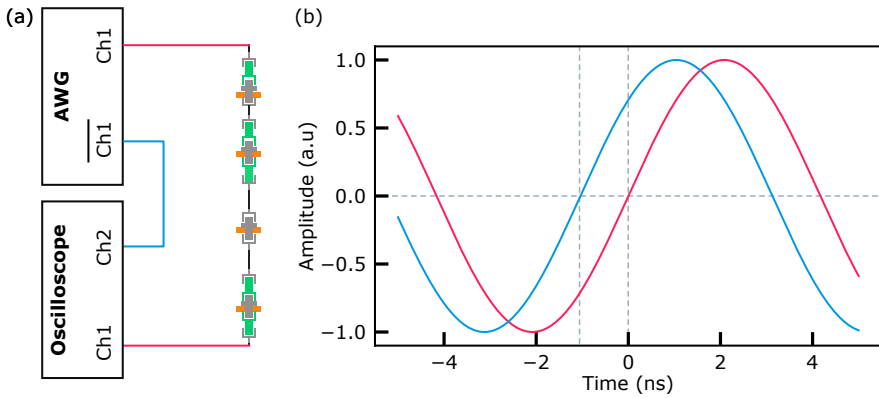 (a)
AWG
Ch1
Ch1
Oscilloscope
Ch2
Ch1
(b)
Amplitude (a.u)
1.0
0.5
0.0
−0.5
−1.0
−4
−2
0
2
4
Time (ns)